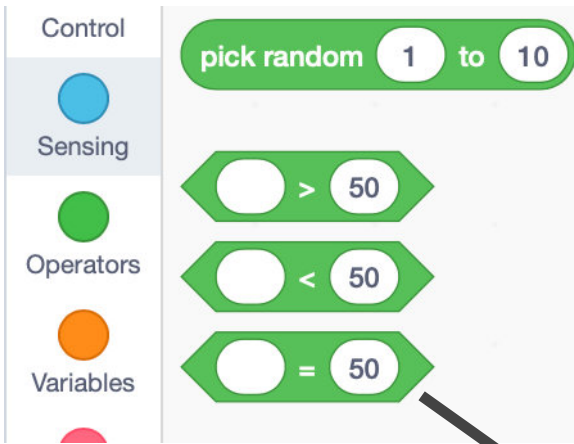 Control
Sensing
Operators
Variables
pick random 1 to 10
> 50
< 50
= 50